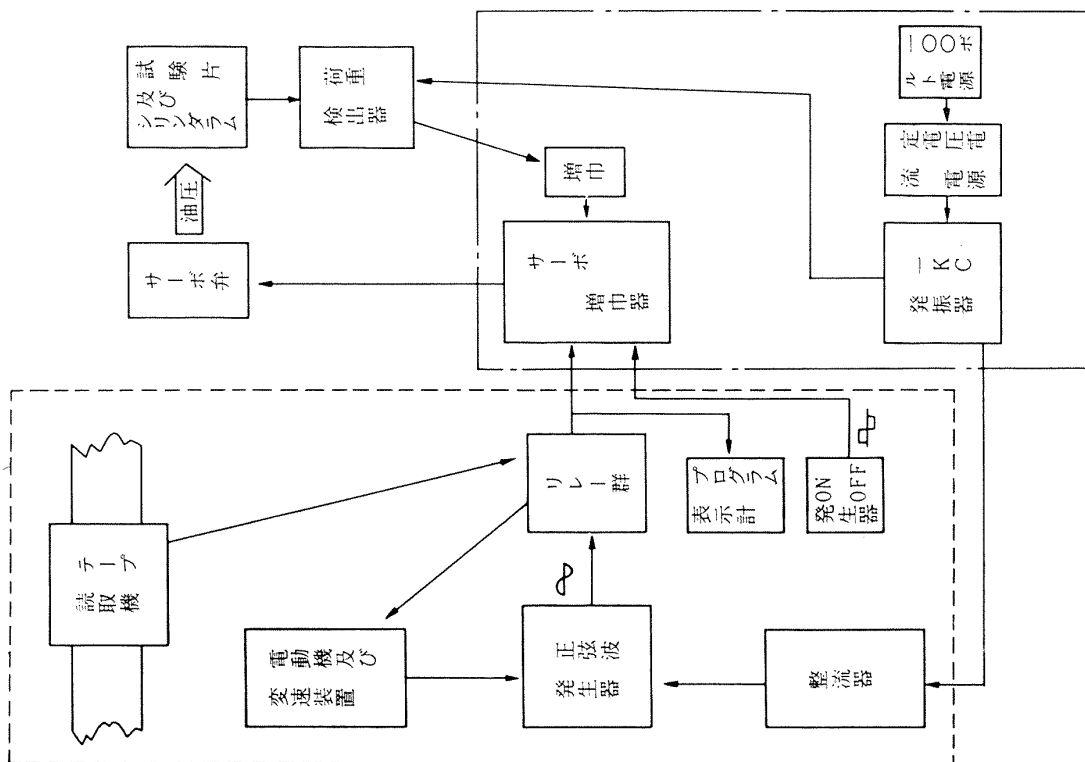 試験片
及び
シリンダラム
荷重
検出器
一〇〇ボ
ルト電源
定電圧電
流電源
増巾
油圧
サーボ弁
サーボ
増巾器
一KC
発振器
テープ
読取機
リレー群
プログラム
表示計
ON OFF
発生器
電動機及び
変速装置
正弦波
発生器
整流器